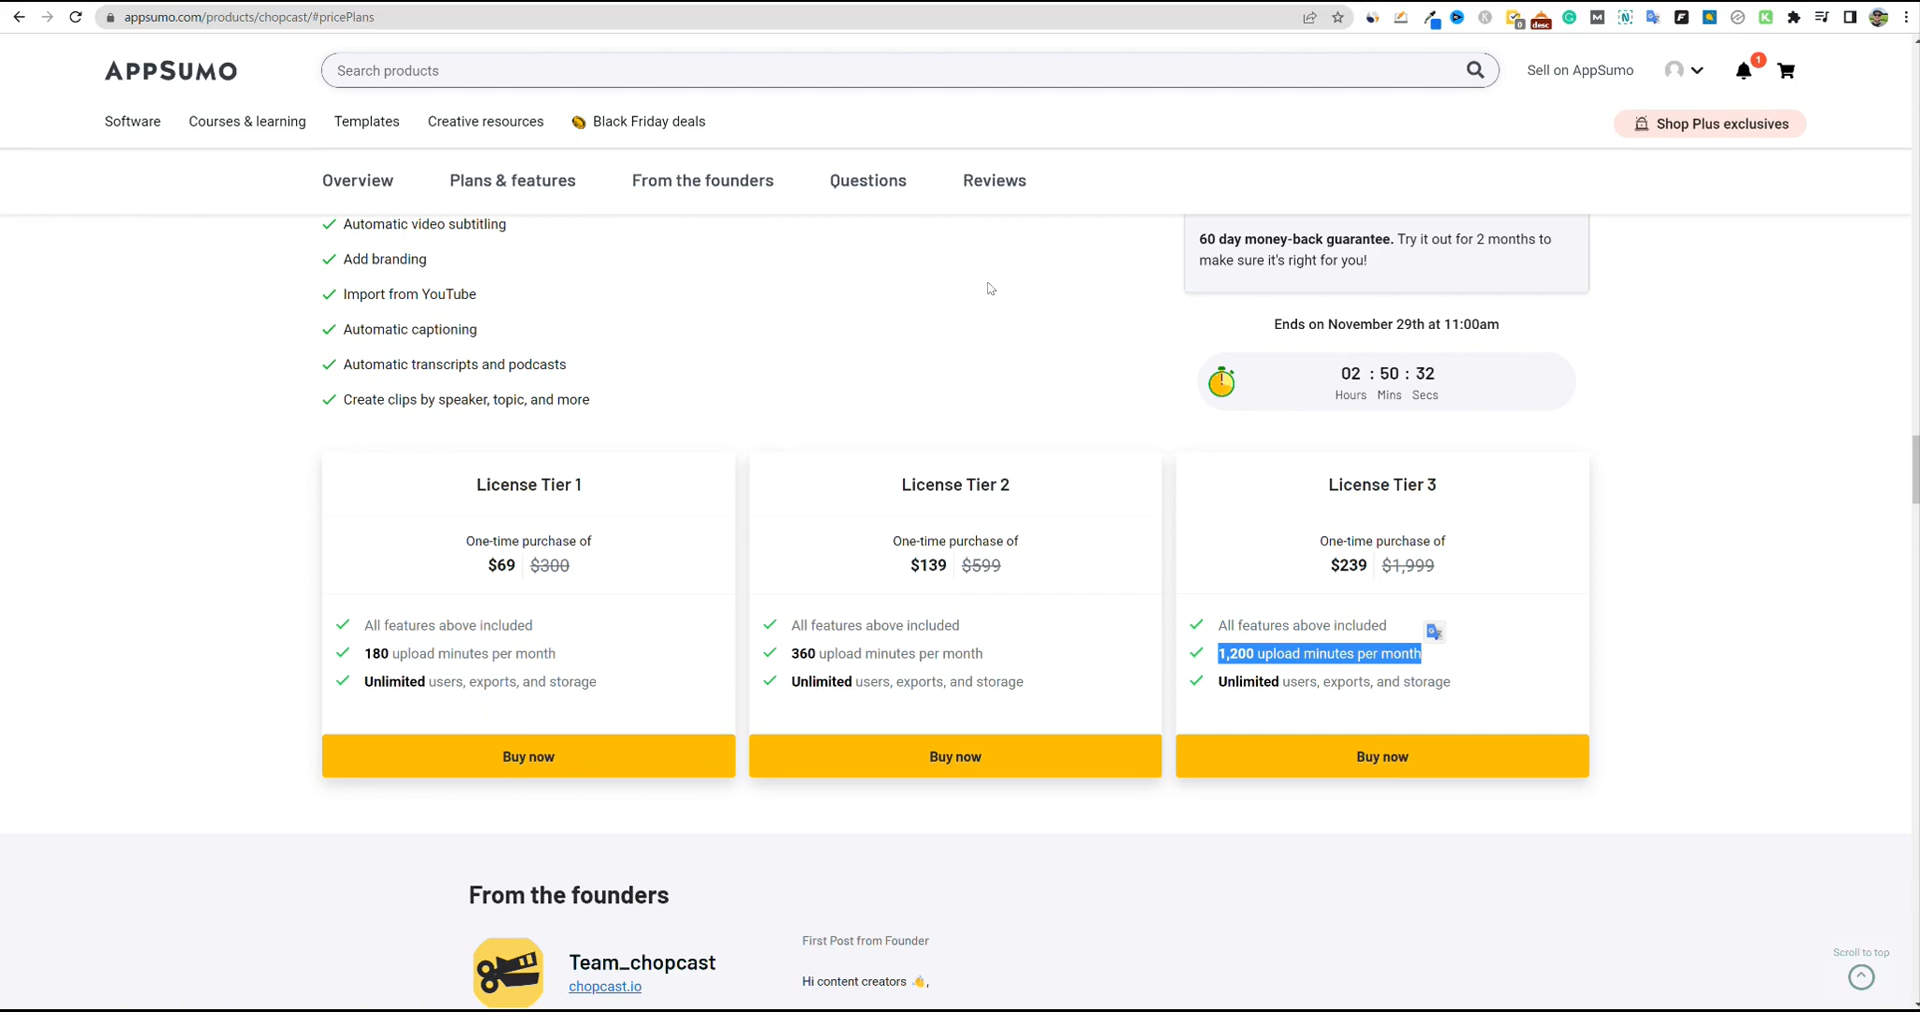 appsumo.com/products/chopcast/#pricePlans
0
desc
APPSUMO
Search products
Sell on AppSumo
1
Software
Courses & learning
Templates
Creative resources
Black Friday deals
Shop Plus exclusives
Overview
Plans & features
From the founders
Questions
Reviews
Automatic video subtitling
Add branding
Import from YouTube
Automatic captioning
Automatic transcripts and podcasts
Create clips by speaker, topic, and more
60 day money-back guarantee. Try it out for 2 months to
make sure it's right for you!
Ends on November 29th at 11:00am
02 : 50 : 32
Hours Mins Secs
License Tier 1
One-time purchase of
$69 $300
All features above included
180 upload minutes per month
Unlimited users, exports, and storage
Buy now
License Tier 2
One-time purchase of
$139 $599
All features above included
360 upload minutes per month
Unlimited users, exports, and storage
Buy now
License Tier 3
One-time purchase of
$239 $1,999
All features above included
1,200 upload minutes per month
Unlimited users, exports, and storage
Buy now
From the founders
Team_chopcast
chopcast.io
First Post from Founder
Hi content creators 👋,
Scroll to top